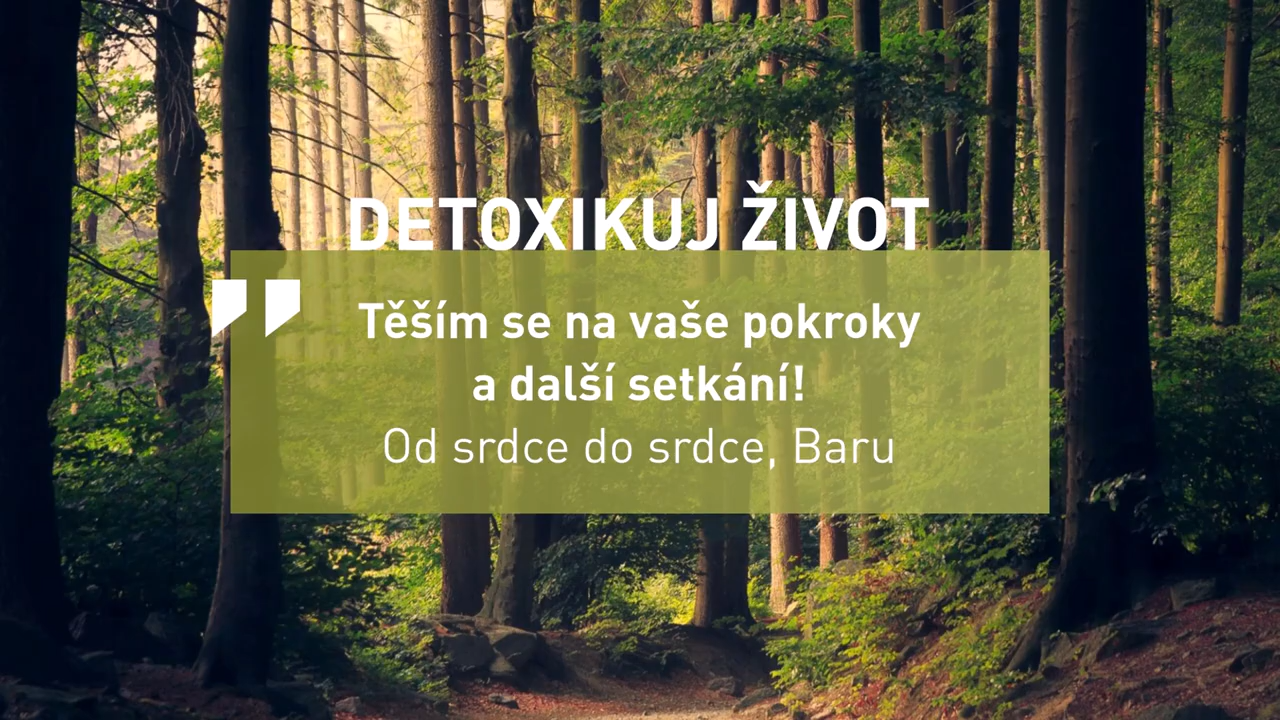 DETOXIKUJ ŽIVOT
" Těším se na vaše pokroky
a další setkání!
Od srdce do srdce, Baru